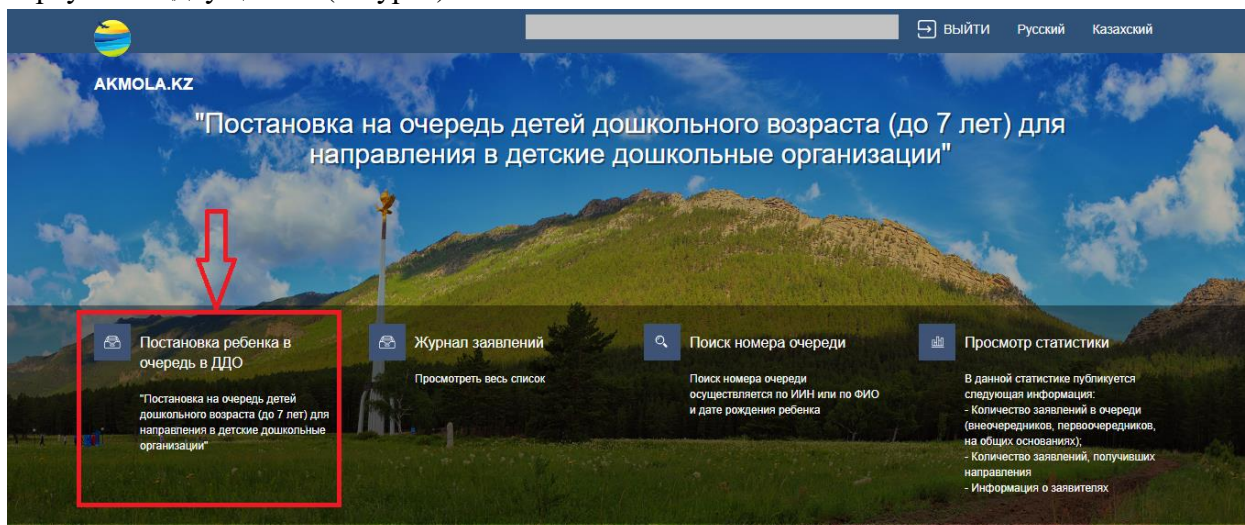 ВЫЙТИ Русский Казахский
AKMOLA.KZ
"Постановка на очередь детей дошкольного возраста (до 7 лет) для
направления в детские дошкольные организации"
Постановка ребенка в
очередь в ДДО
"Постановка на очередь детей
дошкольного возраста (до 7 лет) для
направления в детские дошкольные
организации"
Журнал заявлений
Просмотреть весь список
Поиск номера очереди
Поиск номера очереди
осуществляется по ИИН или по ФИО
и дате рождения ребенка
Просмотр статистики
В данной статистике публикуется
следующая информация:
- Количество заявлений в очереди
(внеочередников, первоочередников,
на общих основаниях);
- Количество заявлений, получивших
направления
- Информация о заявителях